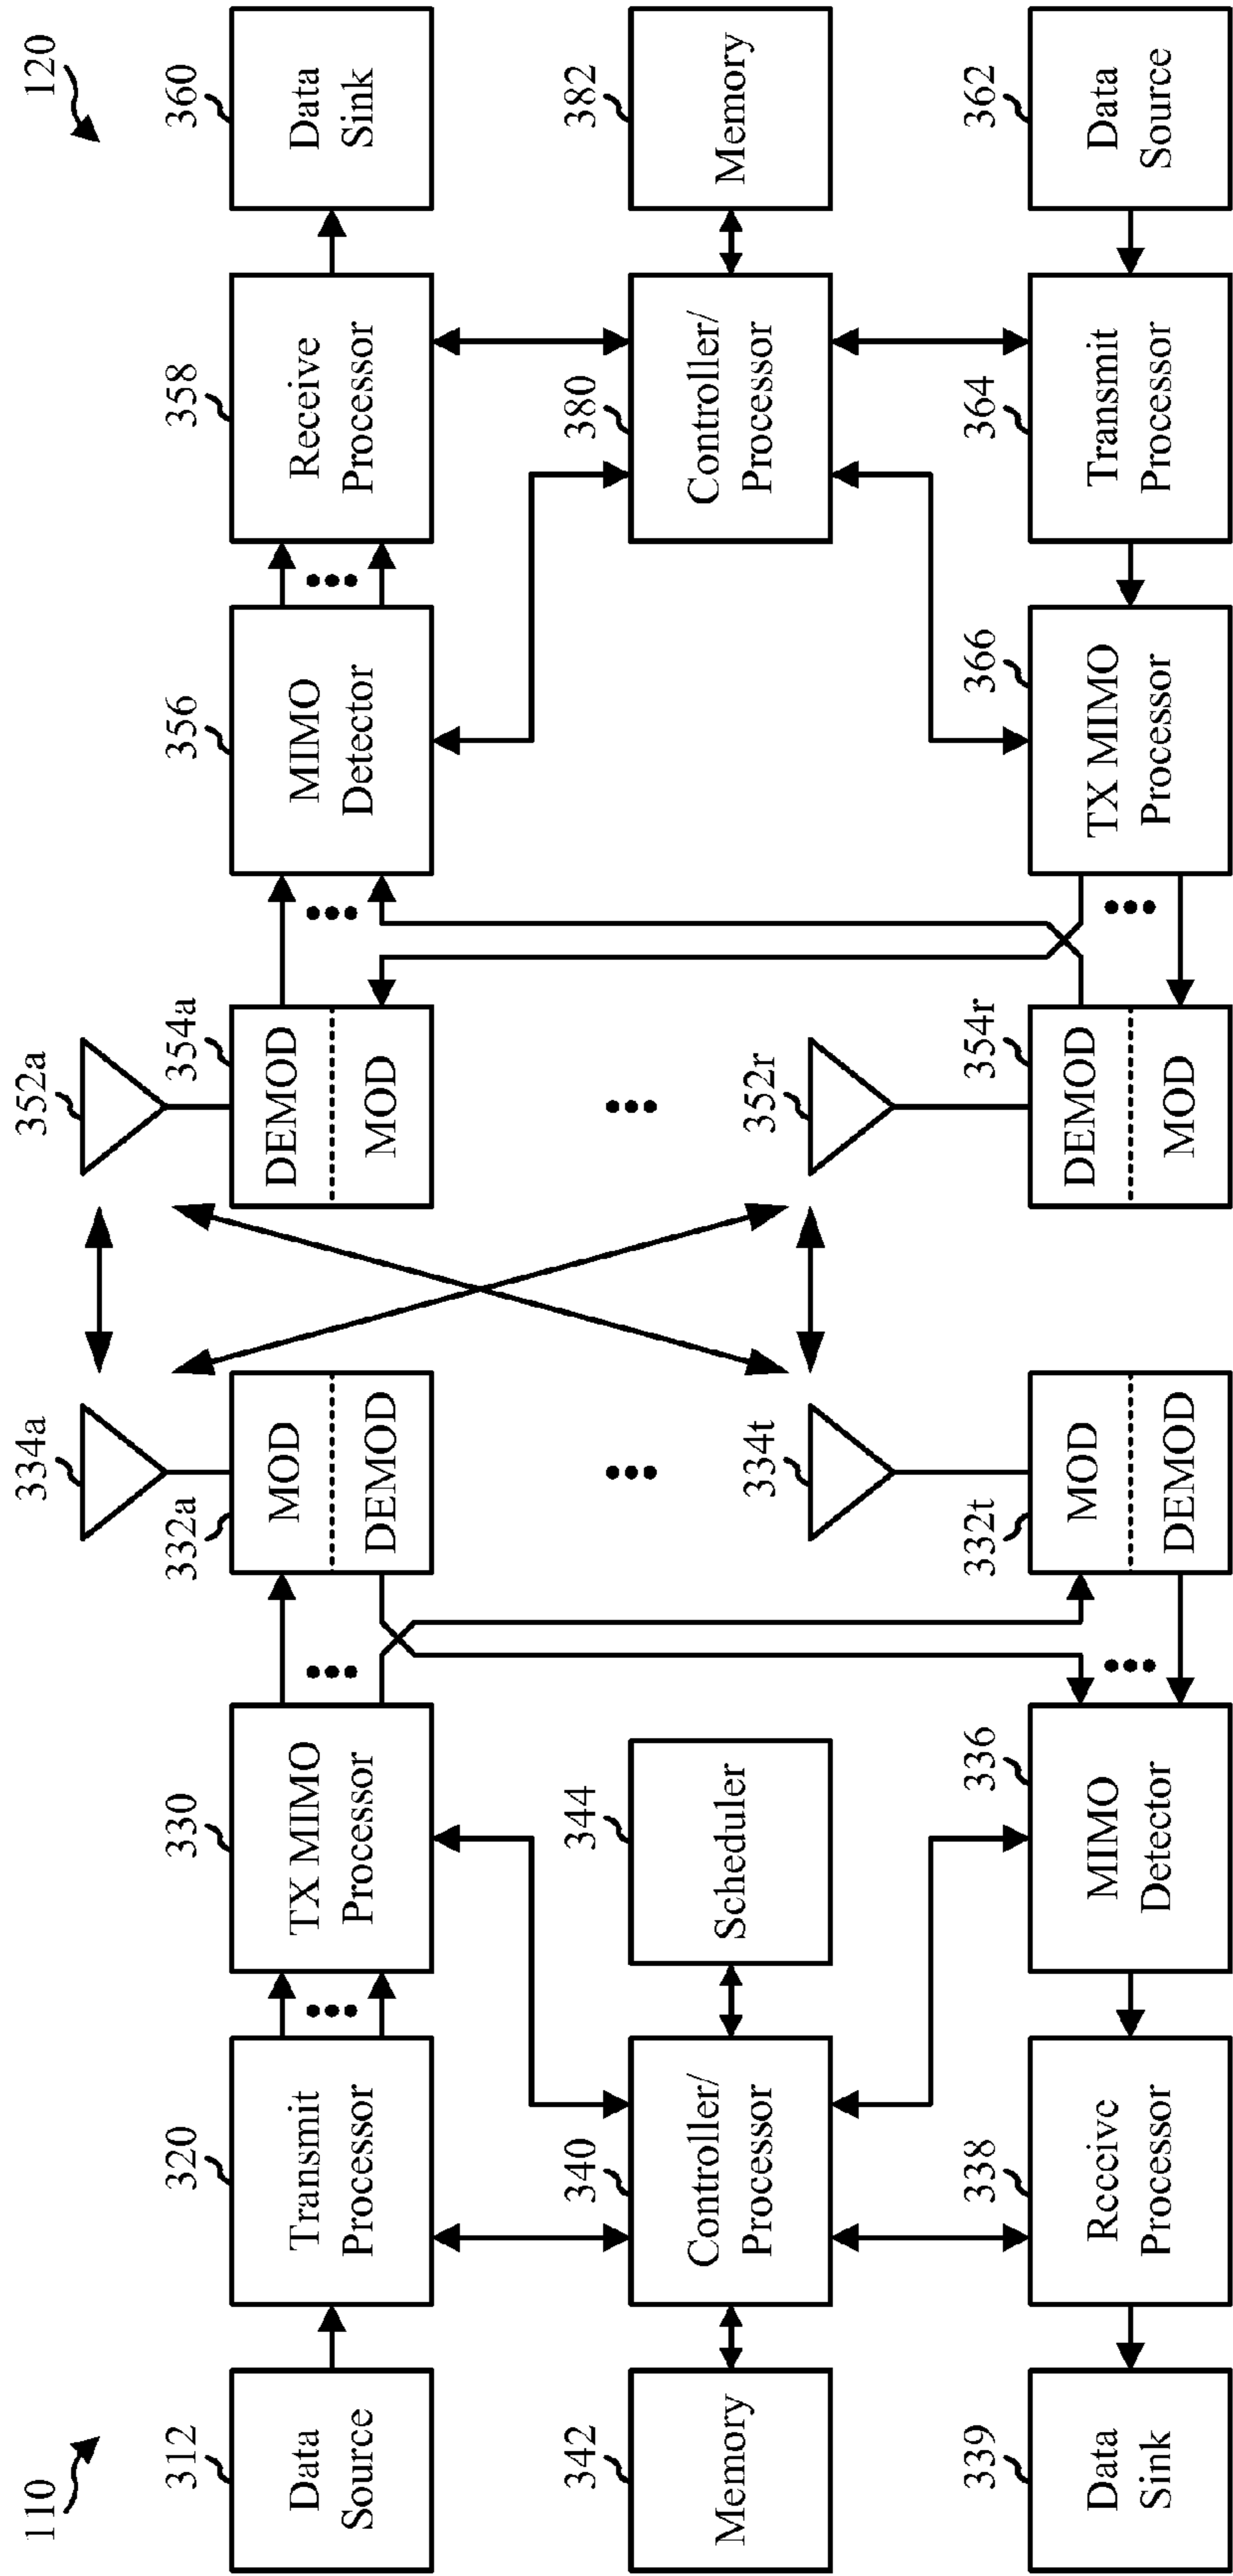 110
120
334a
352a
312
Data
Source
320
Transmit
Processor
330
TX MIMO
Processor
332a
MOD
DEMOD
354a
DEMOD
MOD
356
MIMO
Detector
358
Receive
Processor
360
Data
Sink
342
Memory
340
Controller/
Processor
344
Scheduler
334t
352r
380
Controller/
Processor
382
Memory
339
Data
Sink
338
Receive
Processor
336
MIMO
Detector
332t
MOD
DEMOD
354r
DEMOD
MOD
366
TX MIMO
Processor
364
Transmit
Processor
362
Data
Source